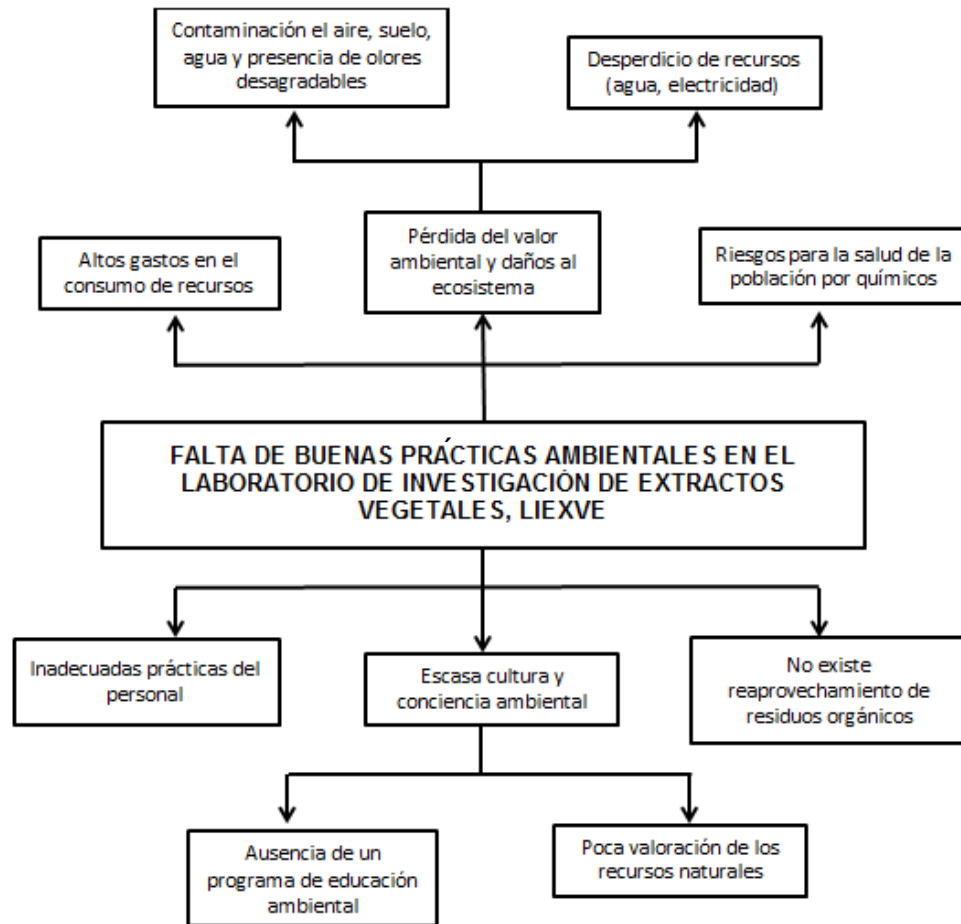 Contaminación el aire, suelo,
agua y presencia de olores
desagradables
Desperdicio de recursos
(agua, electricidad)
Altos gastos en el
consumo de recursos
Pérdida del valor
ambiental y daños al
ecosistema
Riesgos para la salud de la
población por químicos
FALTA DE BUENAS PRÁCTICAS AMBIENTALES EN EL
LABORATORIO DE INVESTIGACIÓN DE EXTRACTOS
VEGETALES, LIEXVE
Inadecuadas prácticas del
personal
Escasa cultura y
conciencia ambiental
No existe
reaprovechamiento de
residuos orgánicos
Ausencia de un
programa de educación
ambiental
Poca valoración de los
recursos naturales